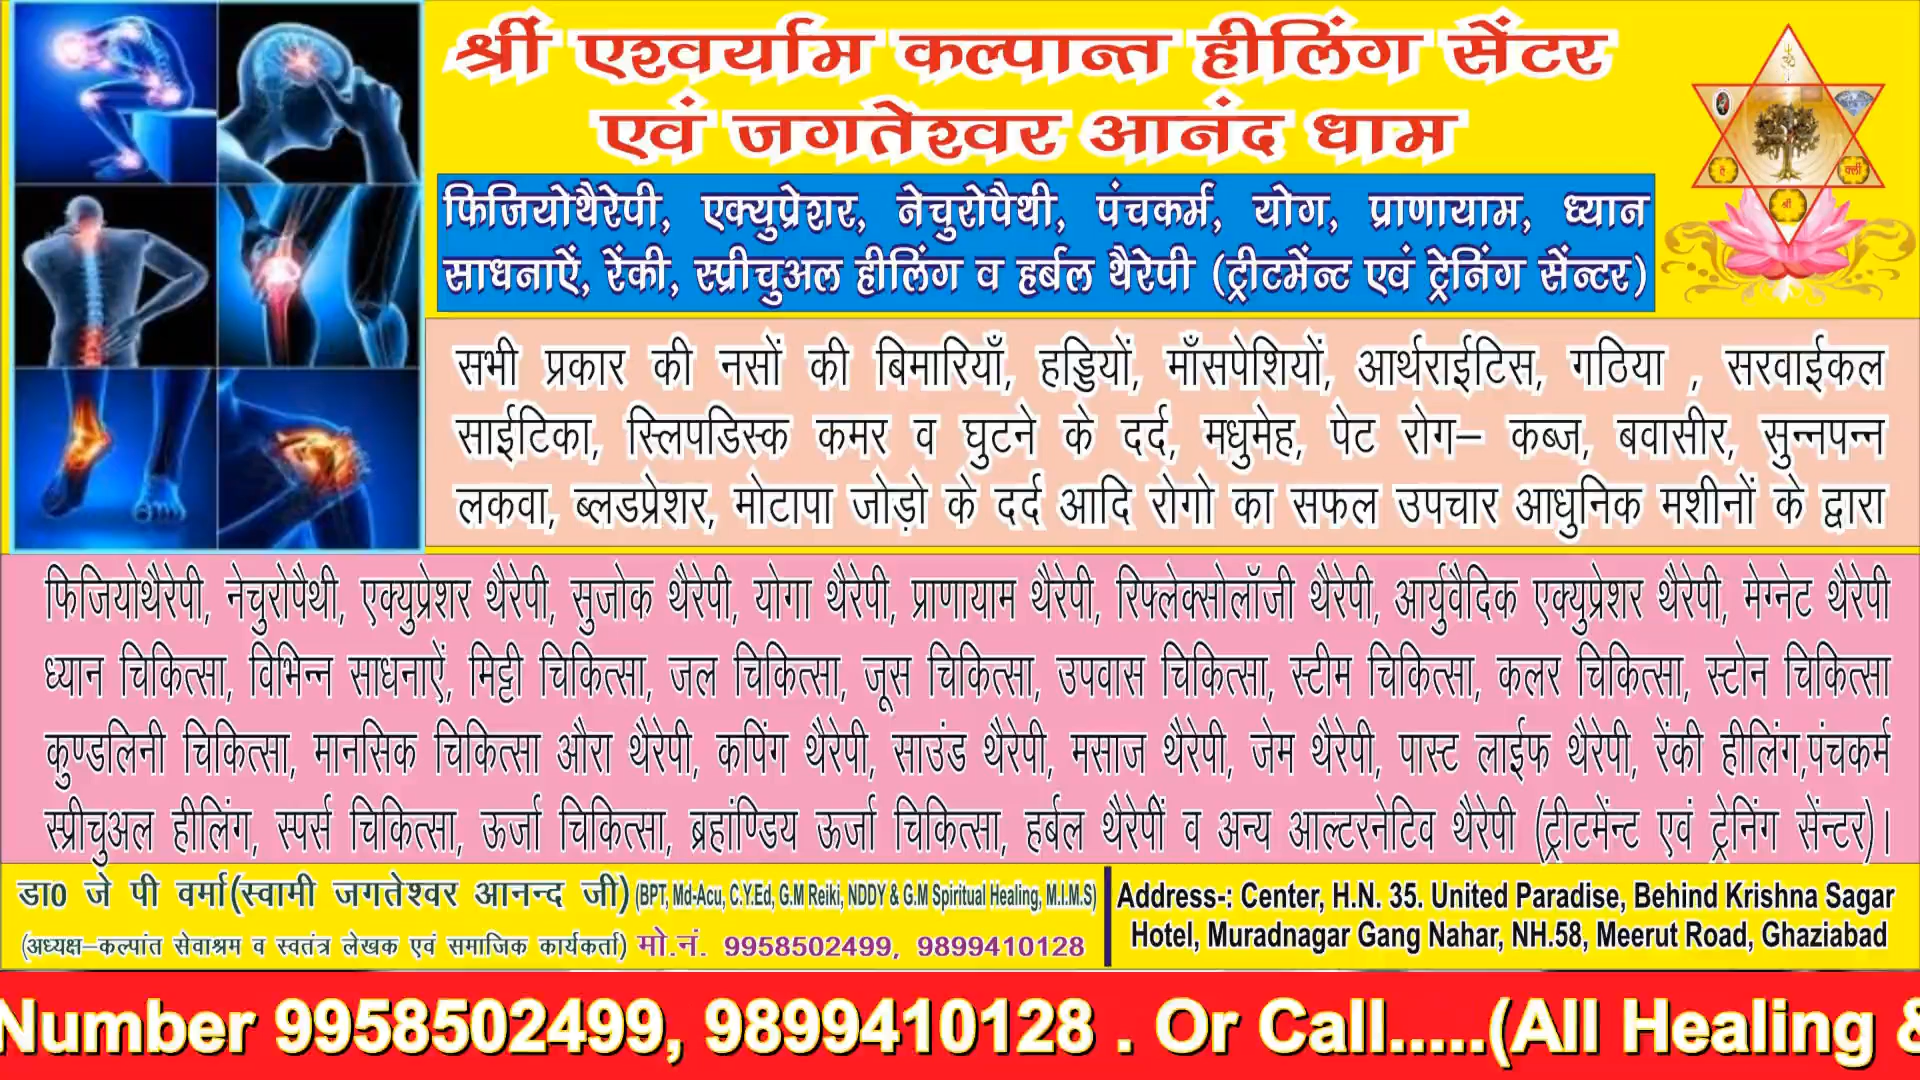 श्रीं एश्वर्याम कल्पान्त हीलिंग सेंटर
एवं जगतेश्वर आनंद धाम
फिजियोथैरेपी, एक्युप्रेशर, नेचुरोपैथी, पंचकर्म, योग, प्राणायाम, ध्यान
साधनाऐं, रेंकी, स्प्रीचुअल हीलिंग व हर्बल थैरेपी (ट्रीटमेंन्ट एवं ट्रेनिंग सेंन्टर)
सभी प्रकार की नसों की बिमारियाँ, हड्डियों, माँसपेशियों, आर्थराईटिस, गठिया , सरवाईकल
साईटिका, स्लिपडिस्क कमर व घुटने के दर्द, मधुमेह, पेट रोग– कब्ज, बवासीर, सुन्नपन्न
लकवा, ब्लडप्रेशर, मोटापा जोड़ो के दर्द आदि रोगो का सफल उपचार आधुनिक मशीनों के द्वारा
फिजियोथैरेपी, नेचुरोपैथी, एक्युप्रेशर थैरेपी, सुजोक थैरेपी, योगा थैरेपी, प्राणायाम थैरेपी, रिफ्लेक्सोलॉजी थैरेपी, आर्युवैदिक एक्युप्रेशर थैरेपी, मेग्नेट थैरेपी
ध्यान चिकित्सा, विभिन्न साधनाऐं, मिट्टी चिकित्सा, जल चिकित्सा, जूस चिकित्सा, उपवास चिकित्सा, स्टीम चिकित्सा, कलर चिकित्सा, स्टोन चिकित्सा
कुण्डलिनी चिकित्सा, मानसिक चिकित्सा औरा थैरेपी, कपिंग थैरेपी, साउंड थैरेपी, मसाज थैरेपी, जेम थैरेपी, पास्ट लाईफ थैरेपी, रेंकी हीलिंग,पंचकर्म
स्प्रीचुअल हीलिंग, स्पर्स चिकित्सा, ऊर्जा चिकित्सा, ब्रहाण्डिय ऊर्जा चिकित्सा, हर्बल थैरेपीं व अन्य आल्टरनेटिव थैरेपी (ट्रीटमेंन्ट एवं ट्रेनिंग सेंन्टर)।
डा0 जे पी वर्मा(स्वामी जगतेश्वर आनन्द जी) (BPT, Md-Acu, C.Y.Ed, G.M Reiki, NDDY & G.M Spiritual Healing, M.I.M.S)
(अध्यक्ष–कल्पांत सेवाश्रम व स्वतंत्र लेखक एवं समाजिक कार्यकर्ता) मो.नं. 9958502499, 9899410128
Address-: Center, H.N. 35. United Paradise, Behind Krishna Sagar
Hotel, Muradnagar Gang Nahar, NH.58, Meerut Road, Ghaziabad
Number 9958502499, 9899410128 . Or Call.....(All Healing &